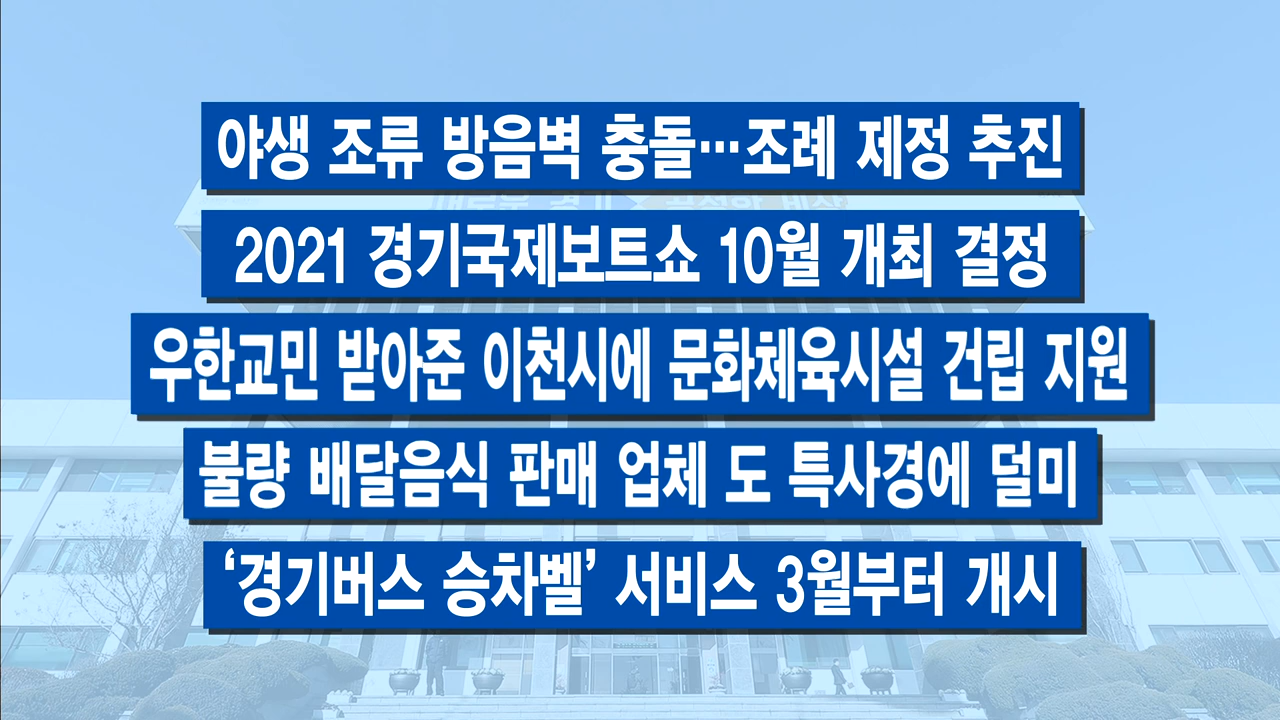 야생 조류 방음벽 충돌…조례 제정 추진
2021 경기국제보트쇼 10월 개최 결정
우한교민 받아준 이천시에 문화체육시설 건립 지원
불량 배달음식 판매 업체 도 특사경에 덜미
‘경기버스 승차벨’ 서비스 3월부터 개시